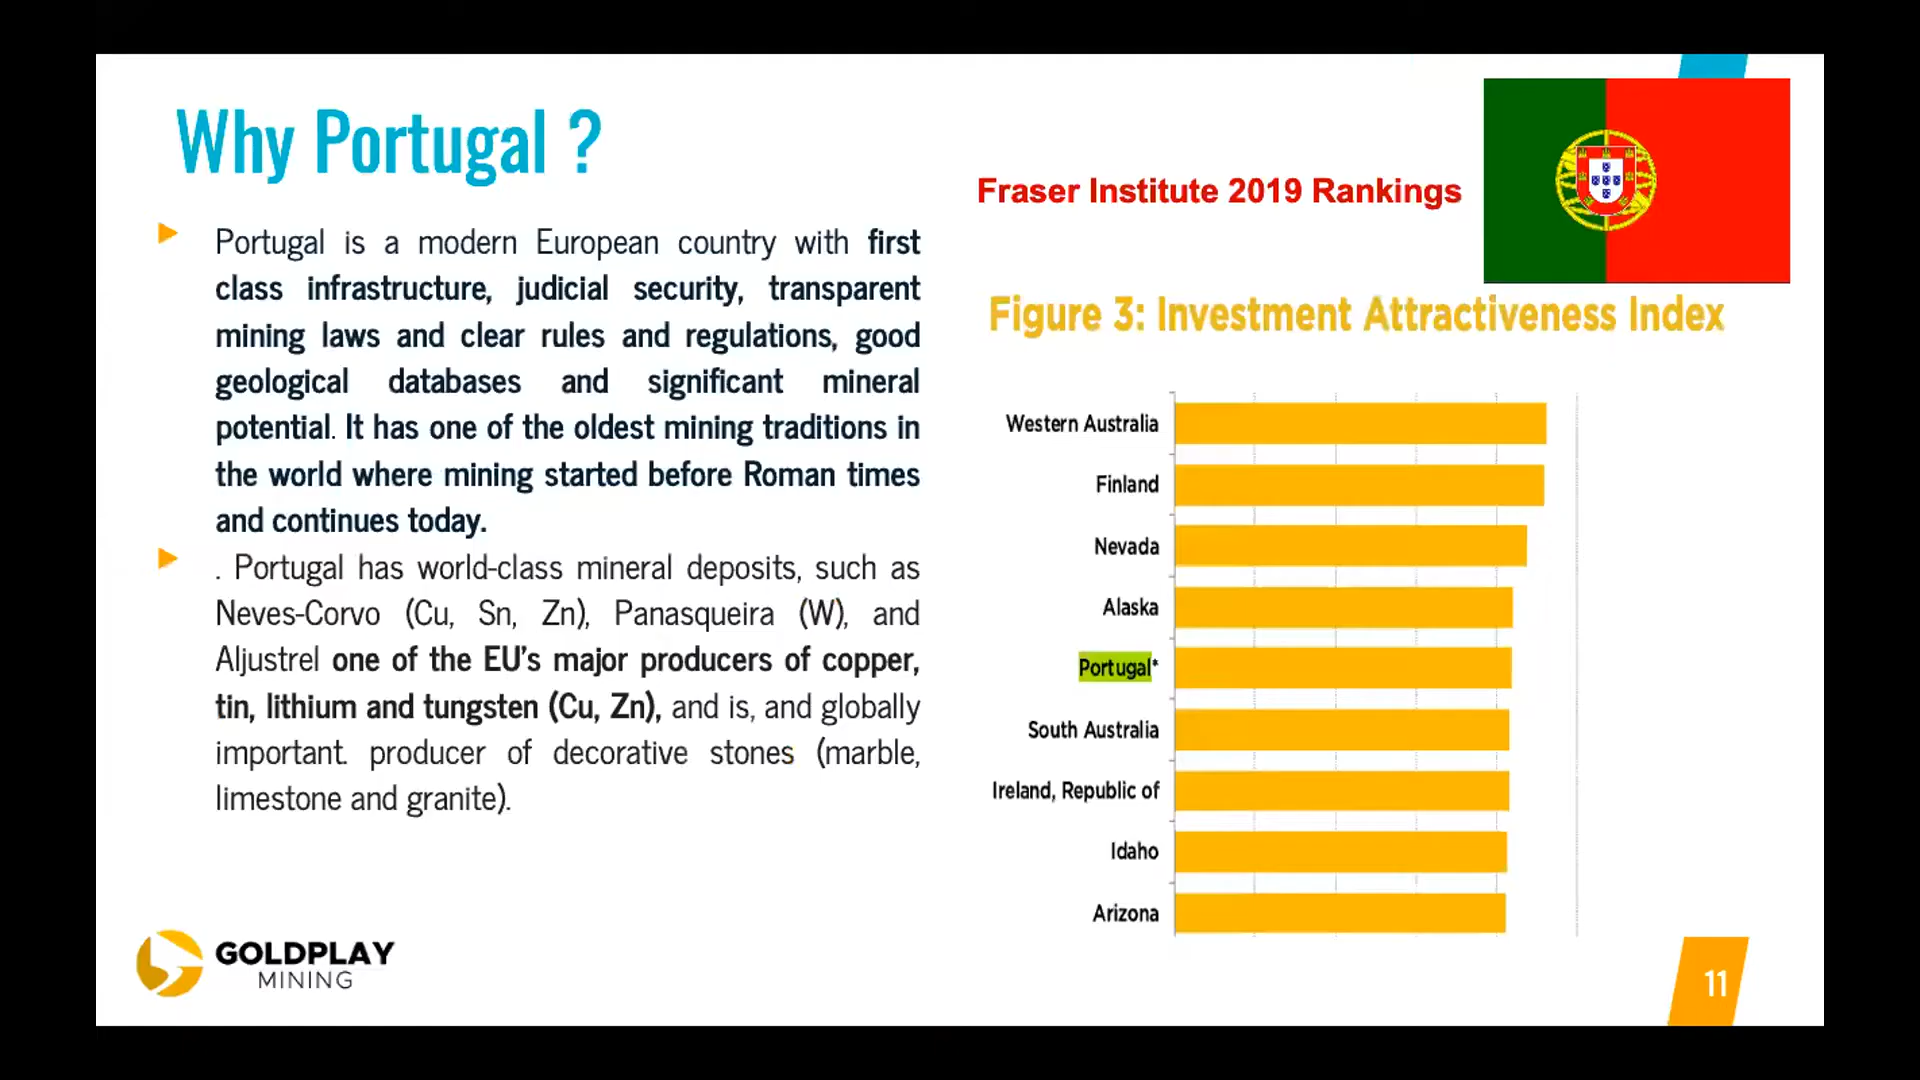 Why Portugal ?
Portugal is a modern European country with first
class infrastructure, judicial security, transparent
mining laws and clear rules and regulations, good
geological databases and significant mineral
potential. It has one of the oldest mining traditions in
the world where mining started before Roman times
and continues today.
. Portugal has world-class mineral deposits, such as
Neves-Corvo (Cu, Sn, Zn), Panasqueira (W), and
Aljustrel one of the EU's major producers of copper,
tin, lithium and tungsten (Cu, Zn), and is, and globally
important. producer of decorative stones (marble,
limestone and granite).
Fraser Institute 2019 Rankings
Figure 3: Investment Attractiveness Index
Western Australia
Finland
Nevada
Alaska
Portugal*
South Australia
Ireland, Republic of
Idaho
Arizona
GOLDPLAY
MINING
11